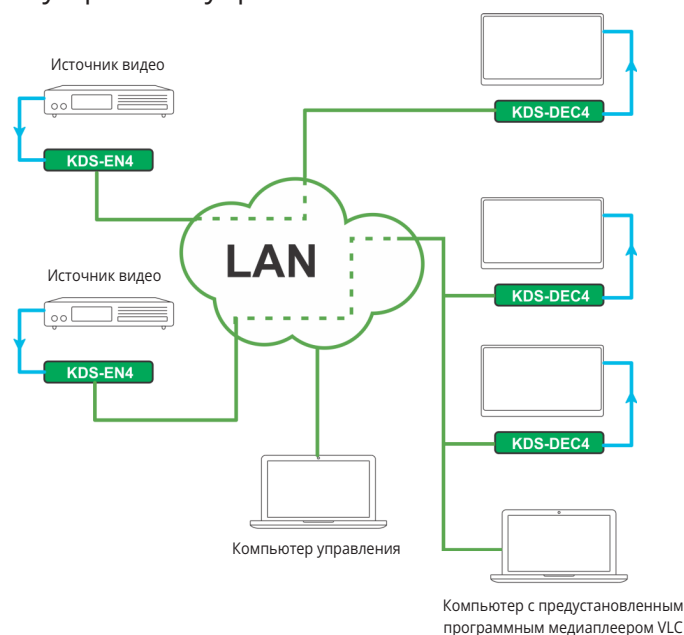 Источник видео
KDS-EN4
KDS-DEC4
LAN
KDS-DEC4
Источник видео
KDS-EN4
KDS-DEC4
Компьютер управления
Компьютер с предустановленным
программным медиаплеером VLC